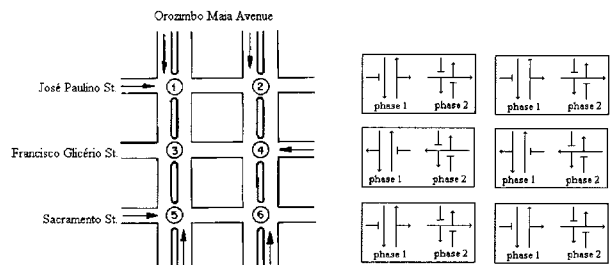 Orozimbo Maia Avenue
José Paulino St.
1
2
Francisco Glicério St.
3
4
Sacramento St.
5
6
phase 1
phase 2
phase 1
phase 2
phase 1
phase 2
phase 1
phase 2
phase 1
phase 2
phase 1
phase 2